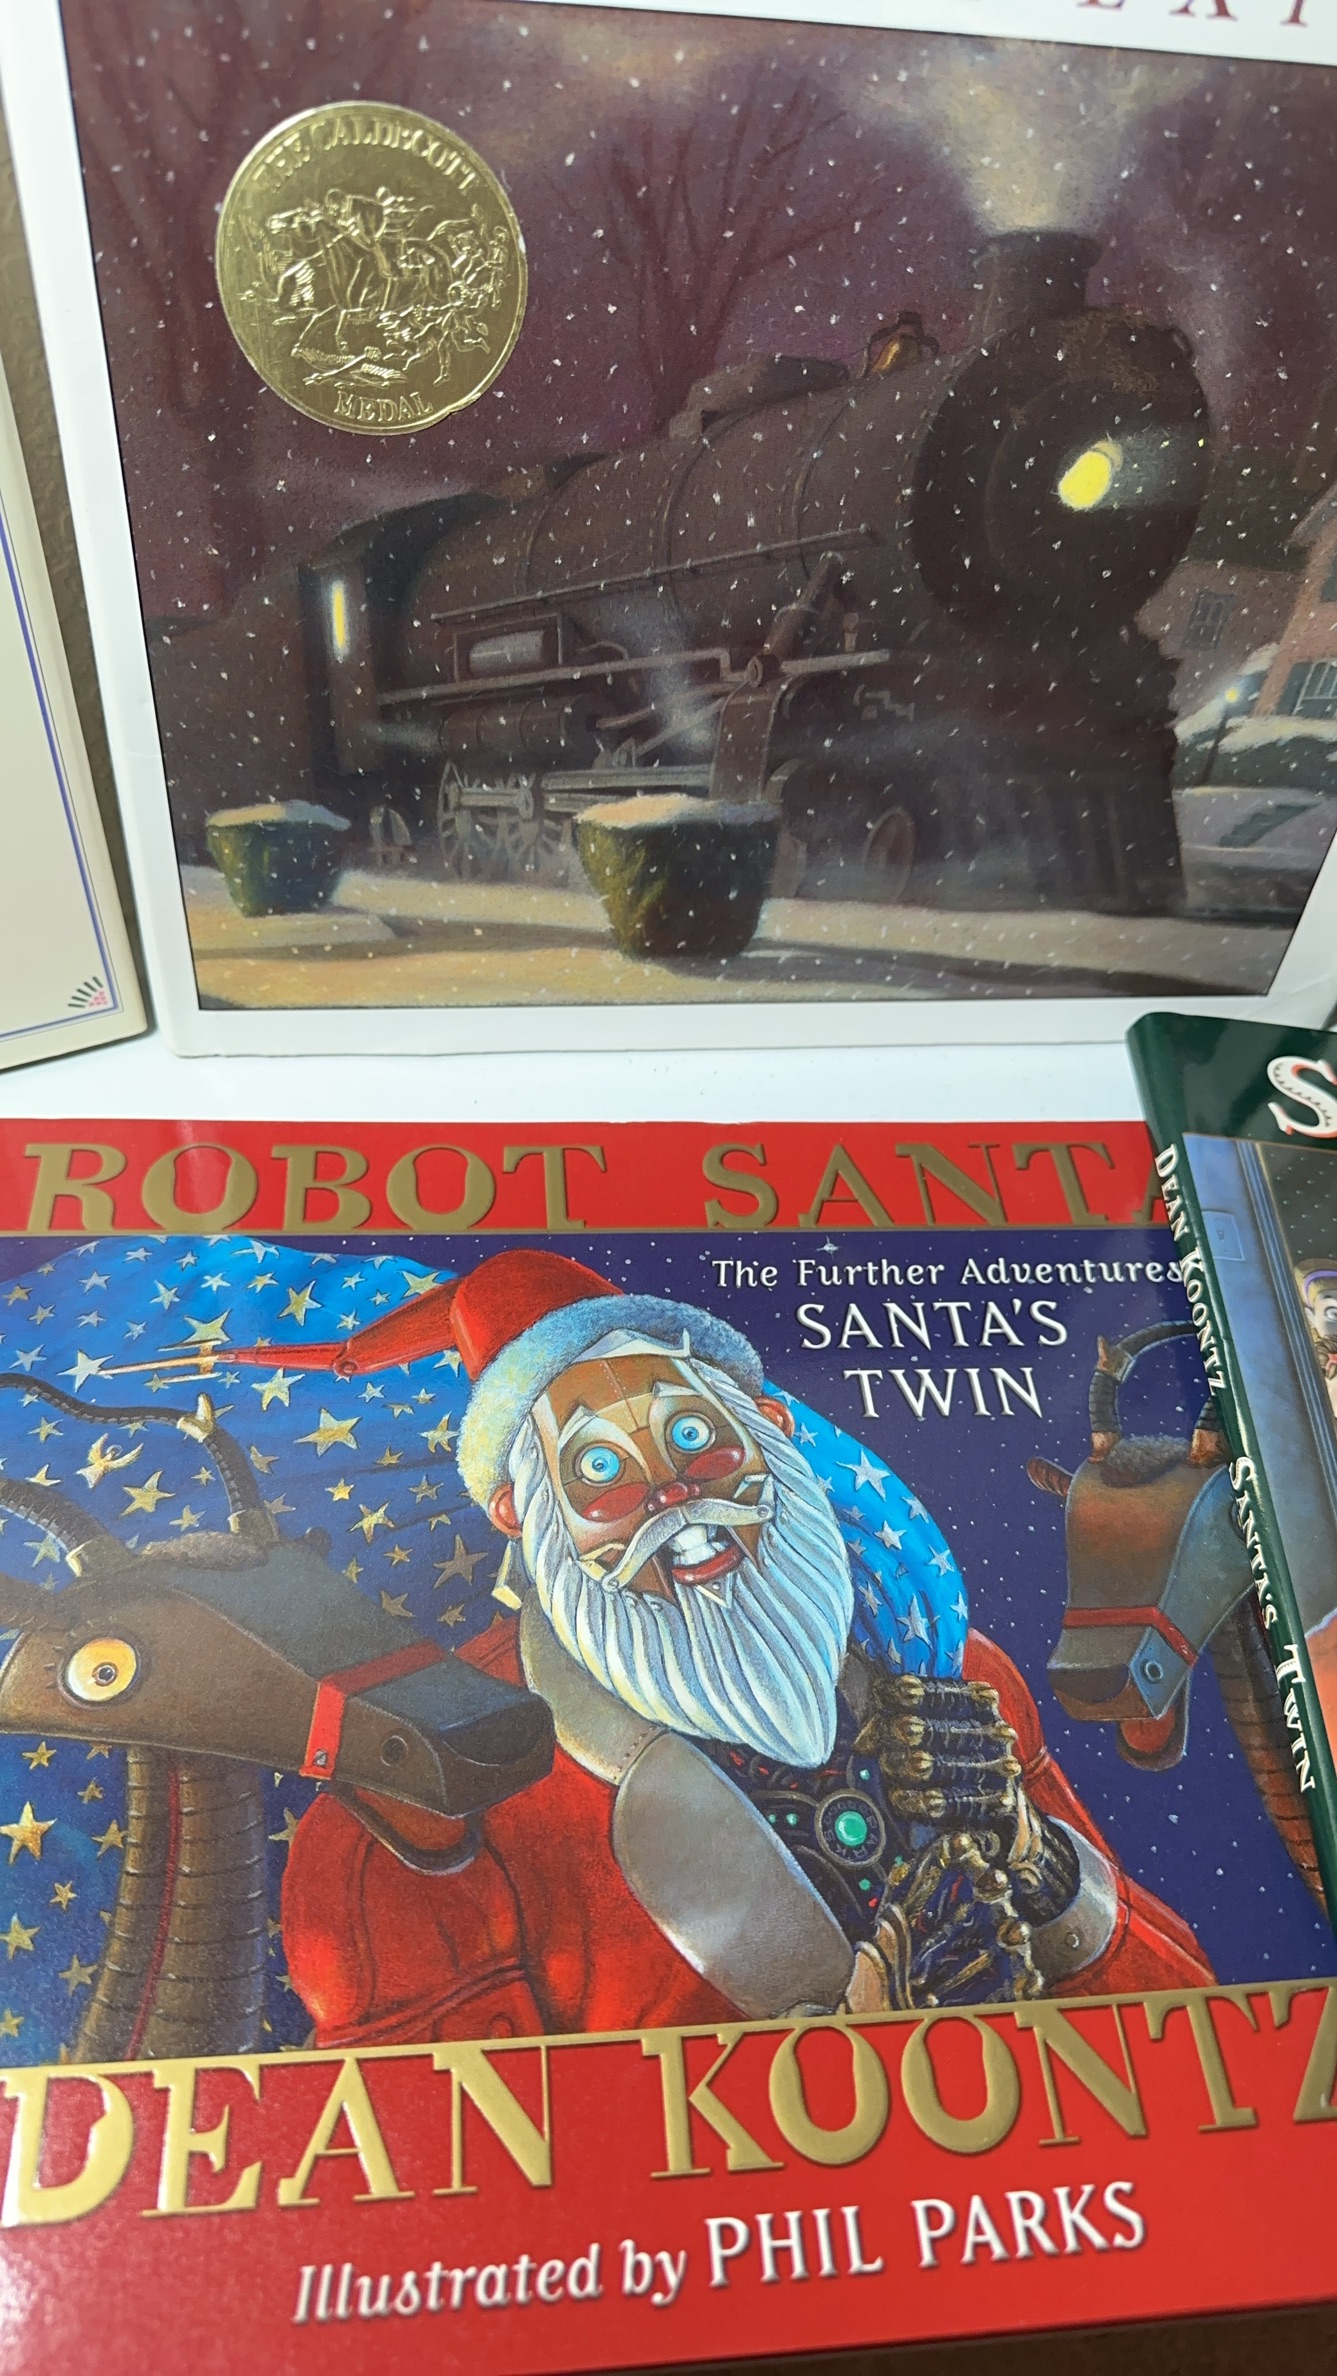 THE CALDECOTT
MEDAL
ROBOT SANTA
The Further Adventures
SANTA'S
TWIN
DEAN KOONTZ
Illustrated by PHIL PARKS
S
DEAN KOONTZ SANTA'S TWIN